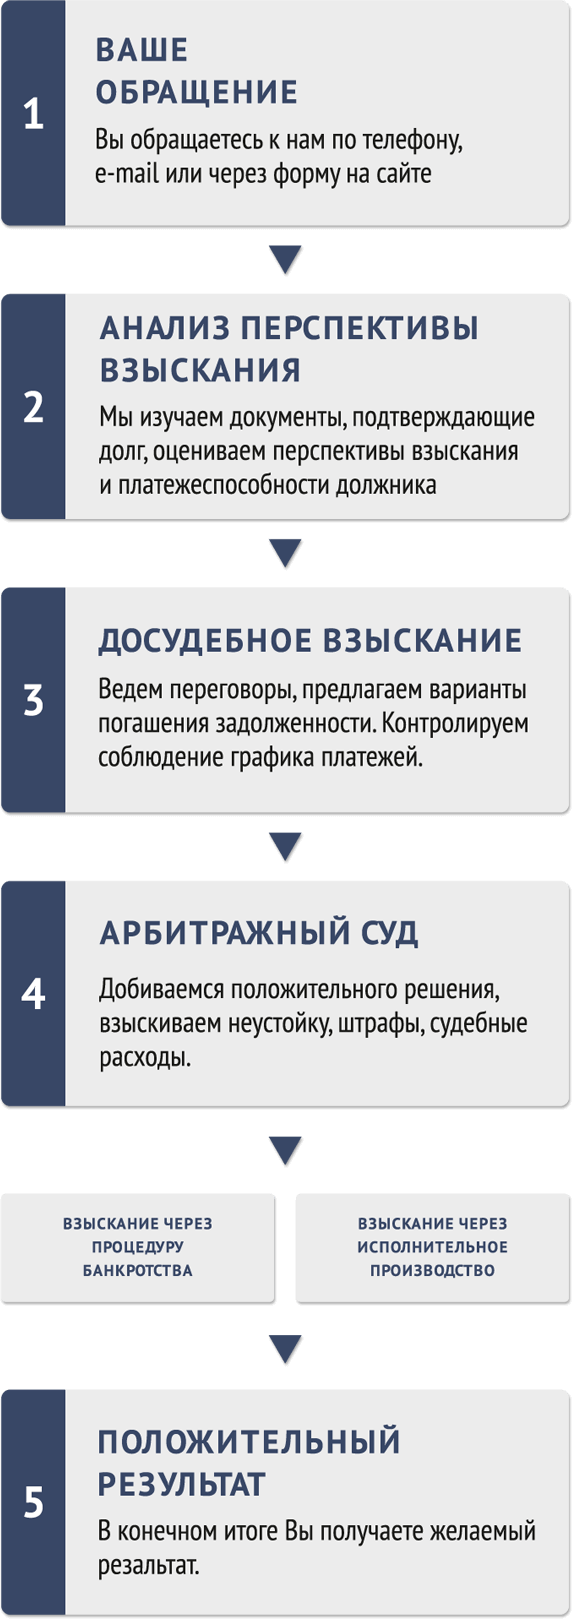 1
ВАШЕ
ОБРАЩЕНИЕ
Вы обращаетесь к нам по телефону,
e-mail или через форму на сайте
2
АНАЛИЗ ПЕРСПЕКТИВЫ
ВЗЫСКАНИЯ
Мы изучаем документы, подтверждающие
долг, оцениваем перспективы взыскания
и платежеспособности должника
3
ДОСУДЕБНОЕ ВЗЫСКАНИЕ
Ведем переговоры, предлагаем варианты
погашения задолженности. Контролируем
соблюдение графика платежей.
4
АРБИТРАЖНЫЙ СУД
Добиваемся положительного решения,
взыскиваем неустойку, штрафы, судебные
расходы.
ВЗЫСКАНИЕ ЧЕРЕЗ
ПРОЦЕДУРУ
БАНКРОТСТВА
ВЗЫСКАНИЕ ЧЕРЕЗ
ИСПОЛНИТЕЛЬНОЕ
ПРОИЗВОДСТВО
5
ПОЛОЖИТЕЛЬНЫЙ
РЕЗУЛЬТАТ
В конечном итоге Вы получаете желаемый
резальтат.